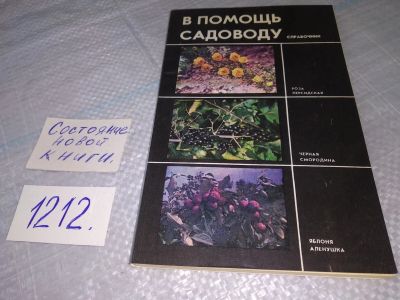 В ПОМОЩЬ
САДОВОДУ СПРАВОЧНИК
РОЗА
ПЕРСИДСКАЯ
ЧЕРНАЯ
СМОРОДИНА
ЯБЛОНЯ
АЛЕНУШКА
Состояние
новой
книги.
1212.